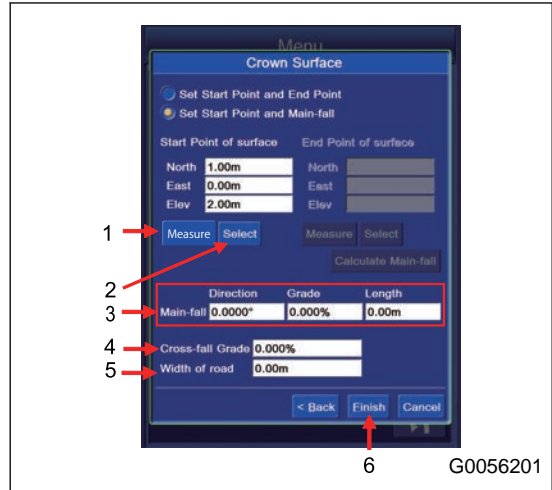 Menu
Crown Surface
Set Start Point and End Point
Set Start Point and Main-fall
Start Point of surface End Point of surface
North 1.00m North
East 0.00m East
Elev 2.00m Elev
1 Measure Select Measure Select
Calculate Main-fall
2
Direction Grade Length
3 Main-fall 0.0000° 0.000% 0.00m
4 Cross-fall Grade 0.000%
5 Width of road 0.00m
< Back Finish Cancel
6 G0056201